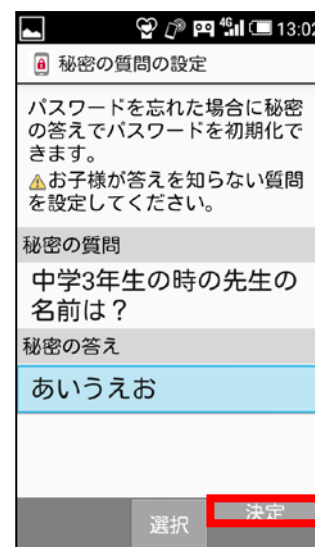 4G 13:02
秘密の質問の設定
パスワードを忘れた場合に秘密
の答えでパスワードを初期化で
きます。
⚠お子様が答えを知らない質問
を設定してください。
秘密の質問
中学3年生の時の先生の
名前は？
秘密の答え
あいうえお
選択 決定